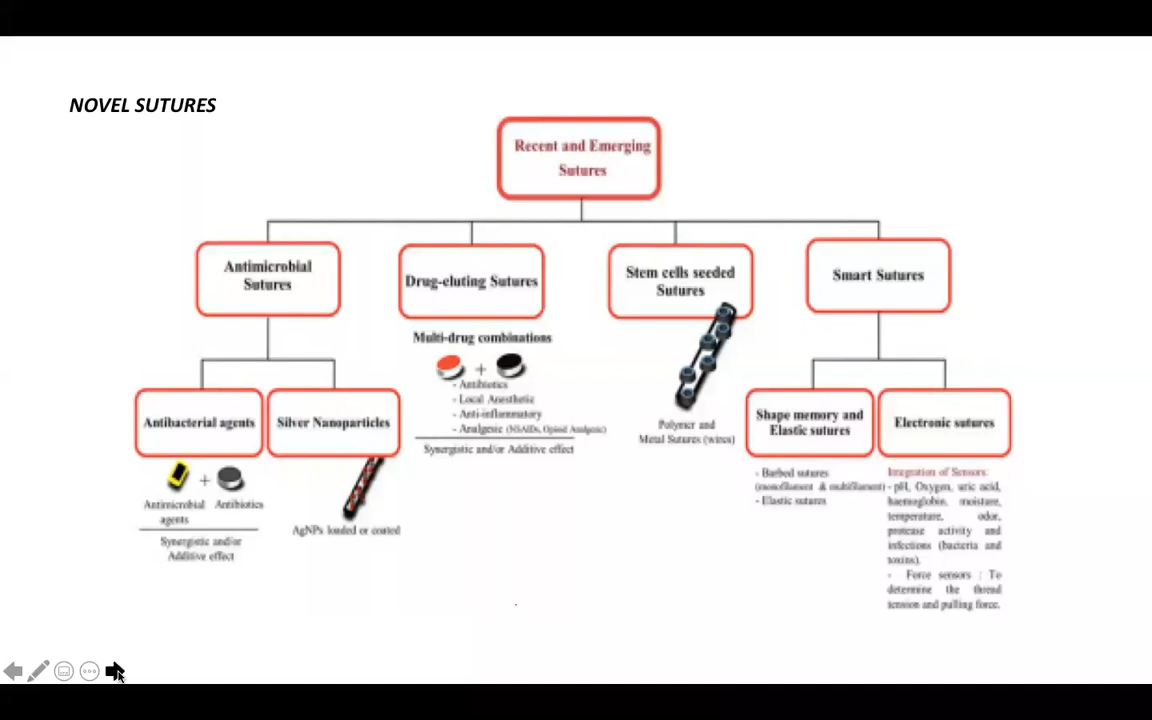 NOVEL SUTURES
Recent and Emerging
Sutures
Antimicrobial
Sutures
Drug-eluting Sutures
Stem cells seeded
Sutures
Smart Sutures
Multi-drug combinations
+
- Antibiotics
- Local Anesthetic
- Anti-inflammatory
- Analgesic (NSAIDs, Opioid Analgesic)
Synergistic and/or Additive effect
Polymer and
Metal Sutures (wires)
Antibacterial agents
Silver Nanoparticles
Shape memory and
Elastic sutures
Electronic sutures
+
Antimicrobial
agents
Antibiotics
Synergistic and/or
Additive effect
AgNPs loaded or coated
- Barbed sutures
(monofilament & multifilament)
- Elastic sutures
Integration of Sensors:
- pH, Oxygen, uric acid,
haemoglobin, moisture,
temperature, odor,
protease activity and
infections (bacteria and
toxins).
- Force sensors : To
determine the thread
tension and pulling force.